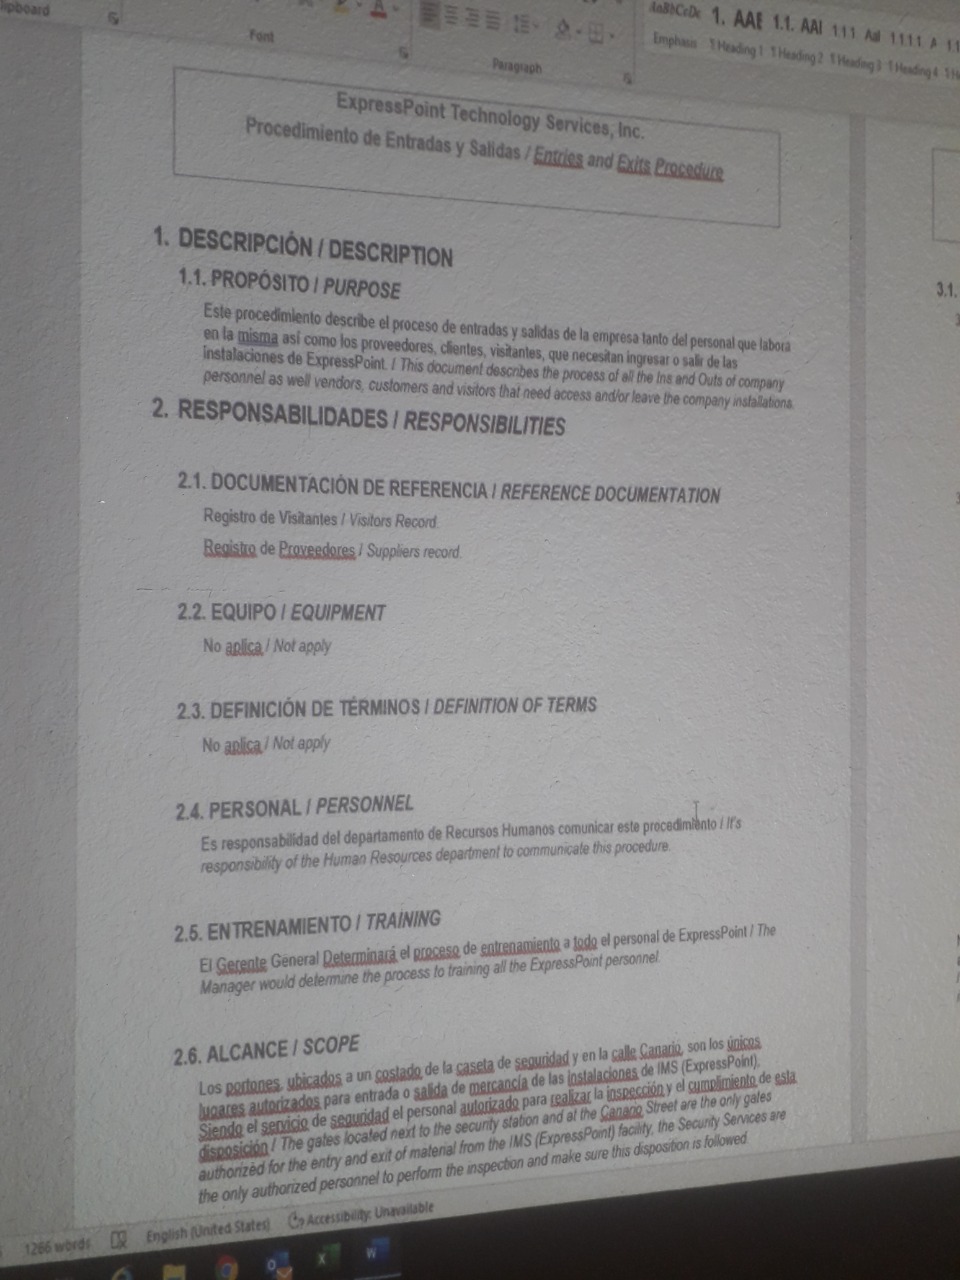 lipboard
Font
Paragraph
AaBbCcDc 1. AAE 1.1. AAI 1.1.1 Aal 1.1.1.1. A 1.1
Emphasis ¶ Heading 1 ¶ Heading 2 ¶ Heading 3 ¶ Heading 4
ExpressPoint Technology Services, Inc.
Procedimiento de Entradas y Salidas / Entries and Exits Procedure
1. DESCRIPCIÓN / DESCRIPTION
1.1. PROPÓSITO / PURPOSE
Este procedimiento describe el proceso de entradas y salidas de la empresa tanto del personal que labora
en la misma así como los proveedores, clientes, visitantes, que necesitan ingresar o salir de las
instalaciones de ExpressPoint. / This document describes the process of all the Ins and Outs of company
personnel as well vendors, customers and visitors that need access and/or leave the company installations.
2. RESPONSABILIDADES / RESPONSIBILITIES
2.1. DOCUMENTACIÓN DE REFERENCIA / REFERENCE DOCUMENTATION
Registro de Visitantes / Visitors Record.
Registro de Proveedores / Suppliers record.
2.2. EQUIPO / EQUIPMENT
No aplica / Not apply
2.3. DEFINICIÓN DE TÉRMINOS / DEFINITION OF TERMS
No aplica / Not apply
2.4. PERSONAL / PERSONNEL
Es responsabilidad del departamento de Recursos Humanos comunicar este procedimiento / It's
responsibility of the Human Resources department to communicate this procedure.
2.5. ENTRENAMIENTO / TRAINING
El Gerente General Determinará el proceso de entrenamiento a todo el personal de ExpressPoint / The
Manager would determine the process to training all the ExpressPoint personnel.
2.6. ALCANCE / SCOPE
Los portones, ubicados a un costado de la caseta de seguridad y en la calle Canario, son los únicos
lugares autorizados para entrada o salida de mercancía de las instalaciones de IMS (ExpressPoint).
Siendo el servicio de seguridad el personal autorizado para realizar la inspección y el cumplimiento de esta
disposición / The gates located next to the security station and at the Canario Street are the only gates
authorized for the entry and exit of material from the IMS (ExpressPoint) facility, the Security Services are
the only authorized personnel to perform the inspection and make sure this disposition is followed.
3.1.
1266 words English (United States) Accessibility: Unavailable